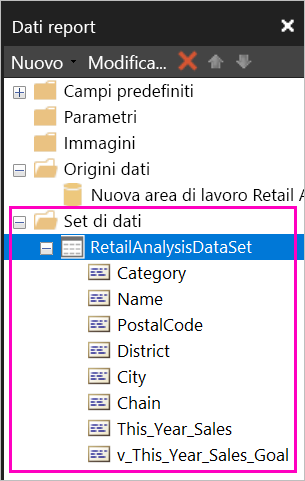 Dati report
Nuovo Modifica...
Campi predefiniti
Parametri
Immagini
Origini dati
Nuova area di lavoro Retail
Set di dati
RetailAnalysisDataSet
Category
Name
PostalCode
District
City
Chain
This_Year_Sales
v_This_Year_Sales_Goal